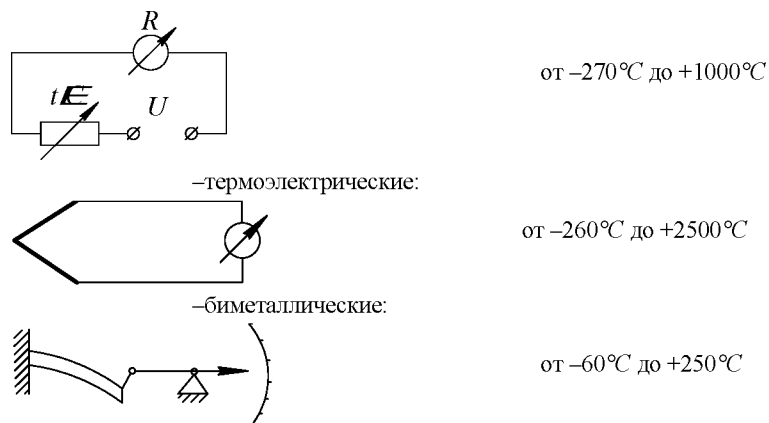 R
от –270°C до +1000°C
t
U
–термоэлектрические:
от –260°C до +2500°C
–биметаллические:
от –60°C до +250°C